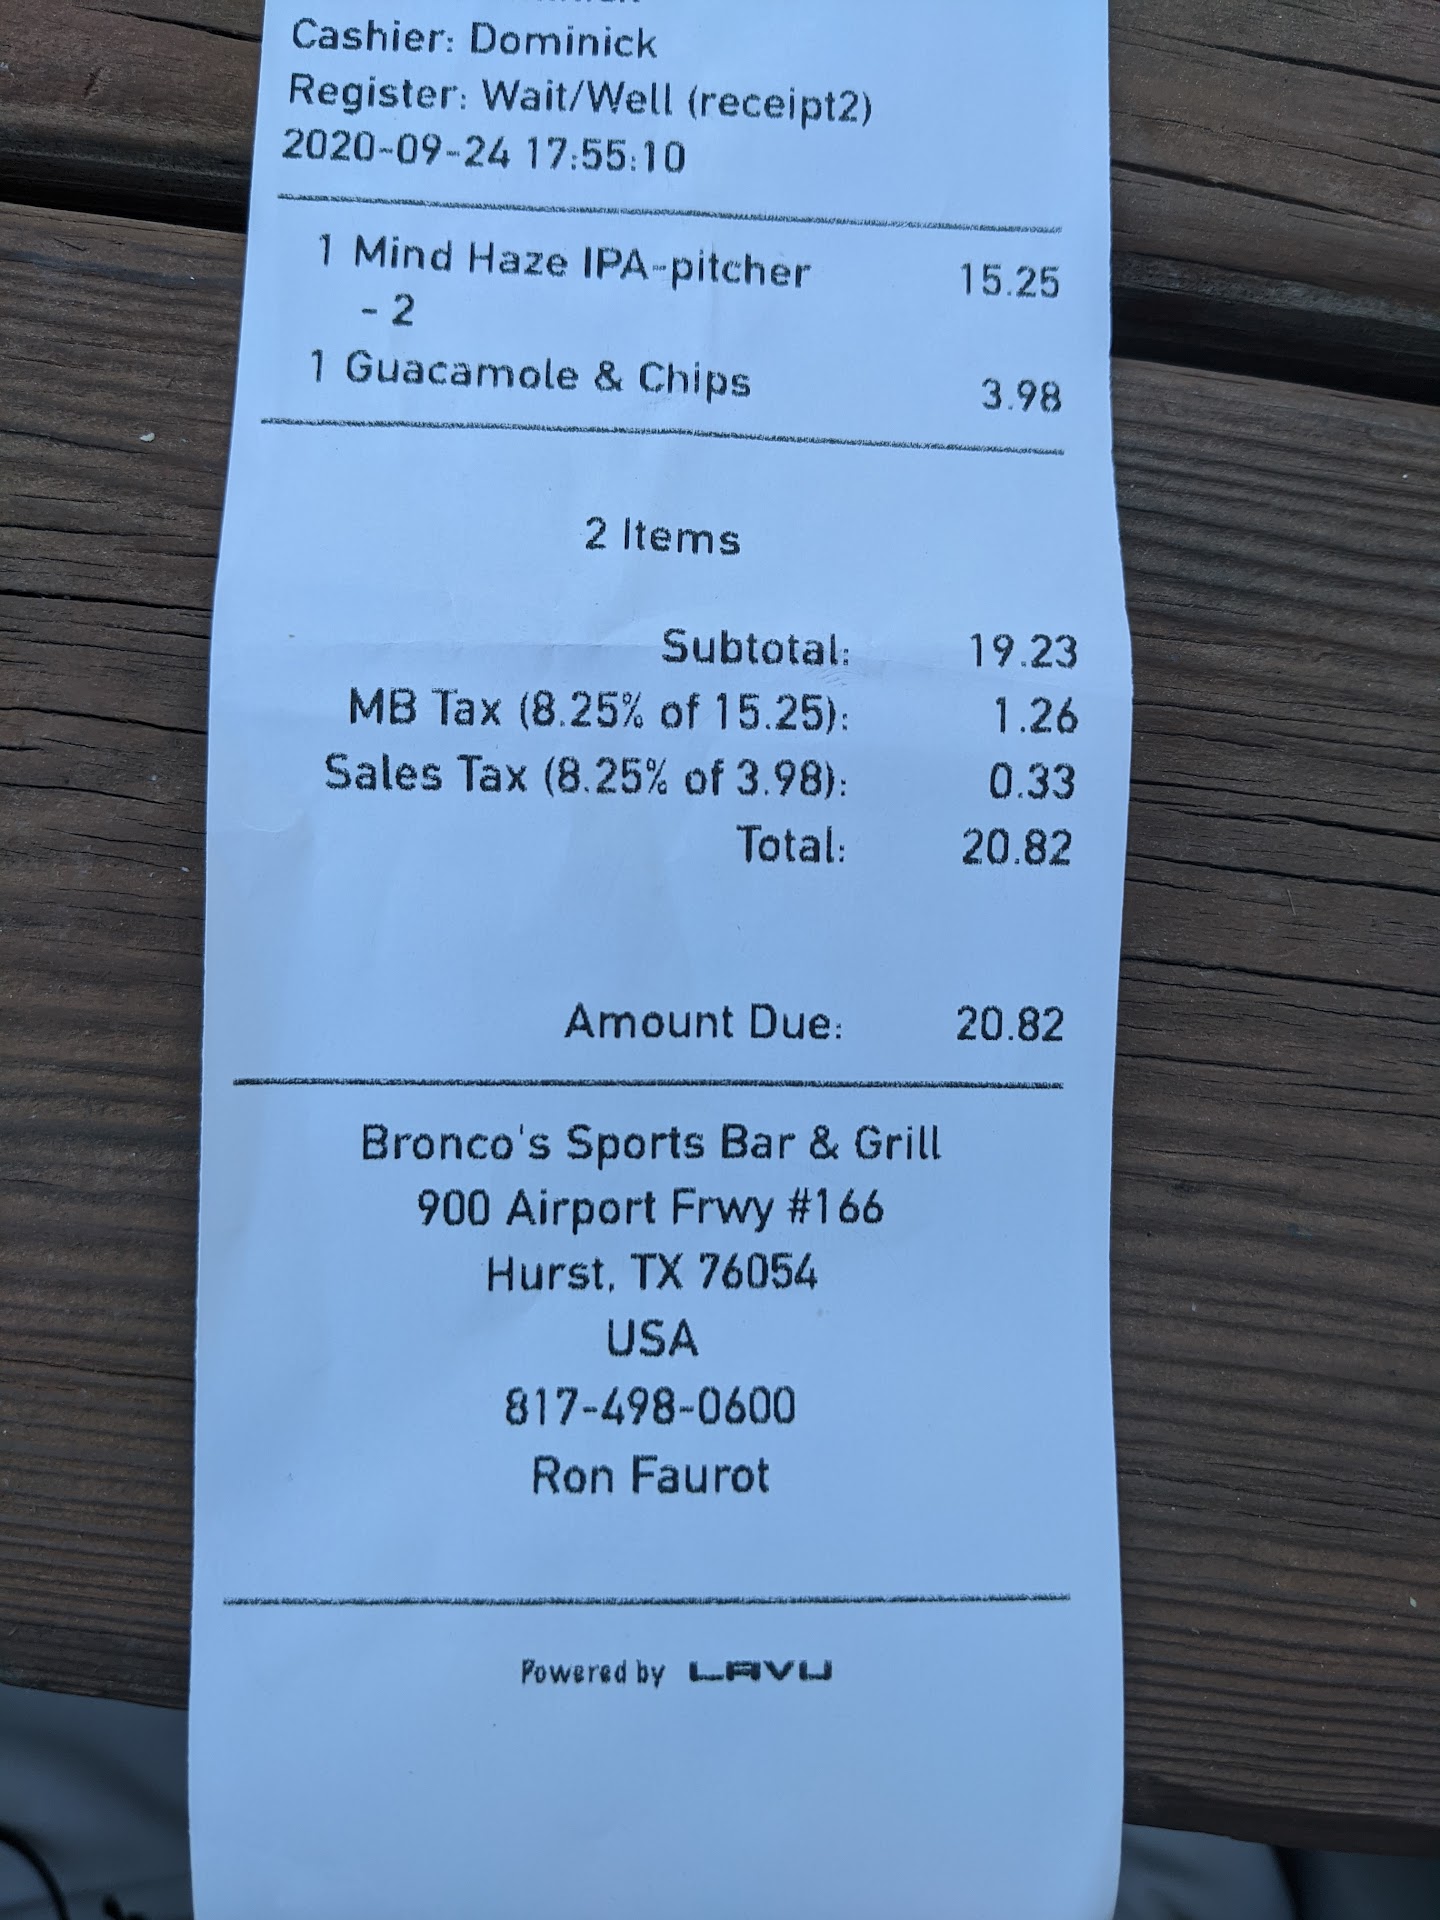 Cashier: Dominick
Register: Wait/Well (receipt2)
2020-09-24 17:55:10
1 Mind Haze IPA-pitcher 15.25
- 2
1 Guacamole & Chips 3.98
2 Items
Subtotal: 19.23
MB Tax (8.25% of 15.25): 1.26
Sales Tax (8.25% of 3.98): 0.33
Total: 20.82
Amount Due: 20.82
Bronco's Sports Bar & Grill
900 Airport Frwy #166
Hurst, TX 76054
USA
817-498-0600
Ron Faurot
Powered by LAVU